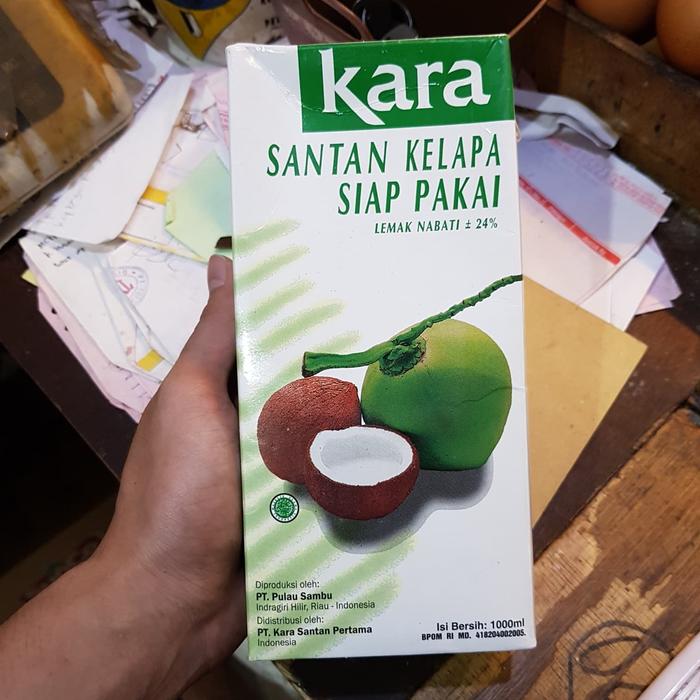 kara
SANTAN KELAPA
SIAP PAKAI
LEMAK NABATI ± 24%
Diproduksi oleh:
PT. Pulau Sambu
Indragiri Hilir, Riau - Indonesia
Didistribusi oleh:
PT. Kara Santan Pertama
Indonesia
Isi Bersih: 1000ml
BPOM RI MD. 418204002005.